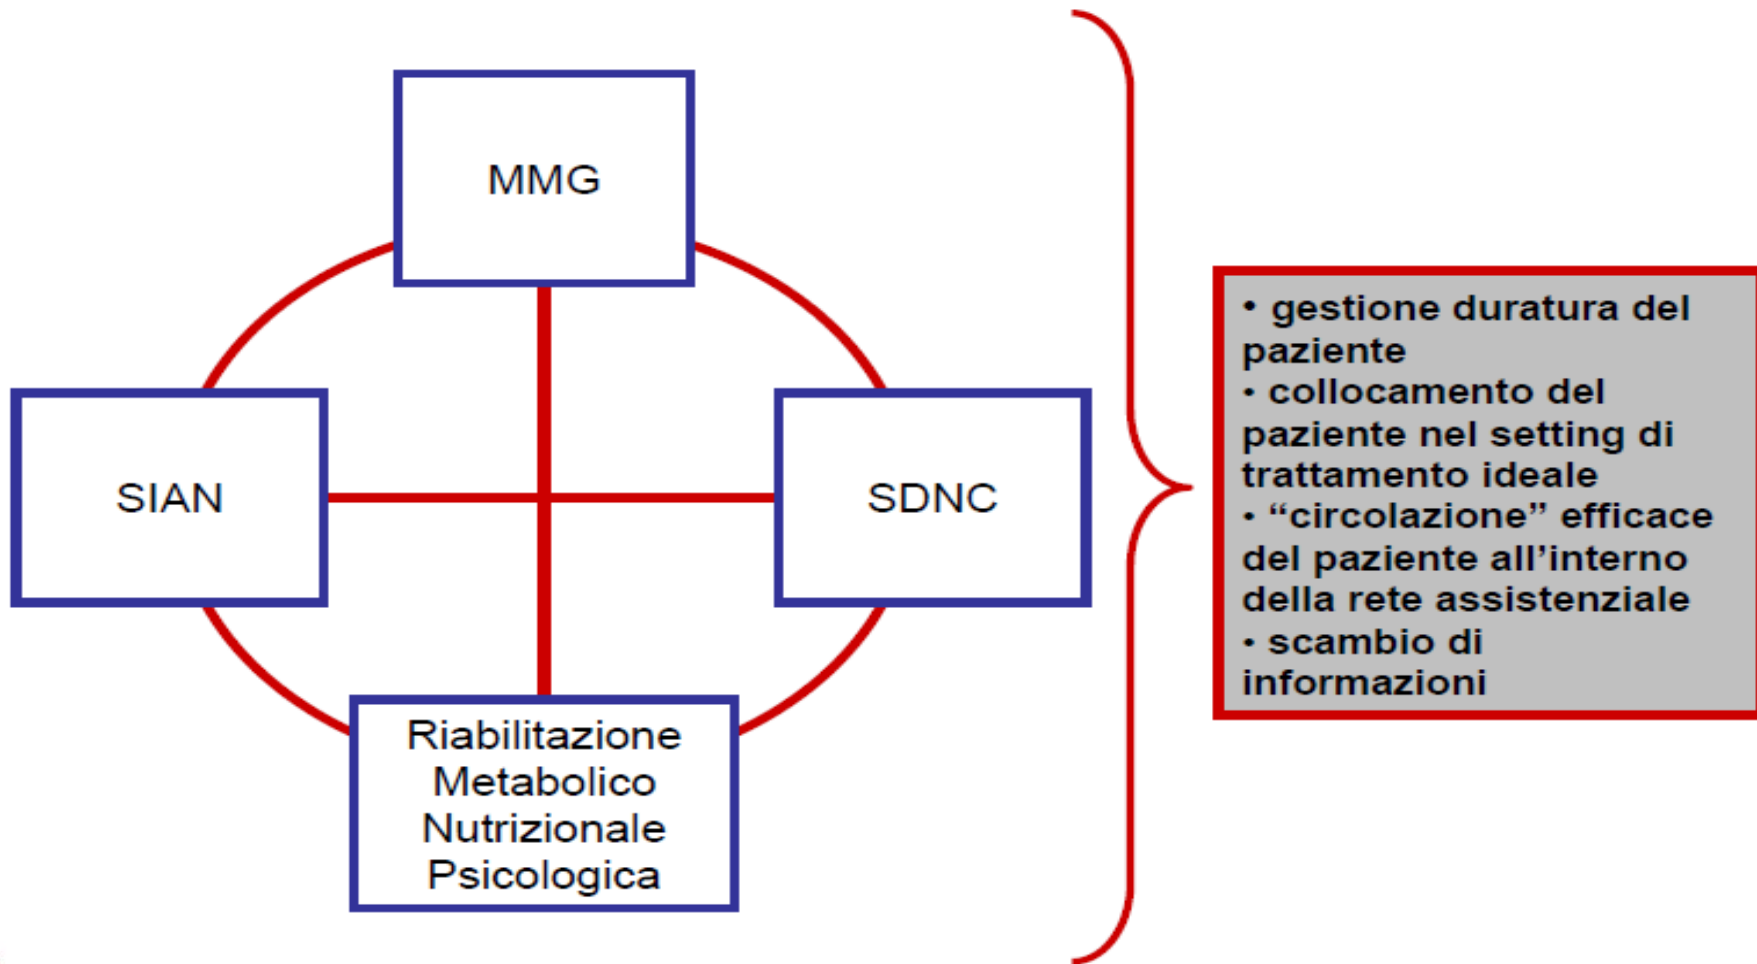 MMG
SIAN
SDNC
Riabilitazione
Metabolico
Nutrizionale
Psicologica
• gestione duratura del
paziente
• collocamento del
paziente nel setting di
trattamento ideale
• “circolazione” efficace
del paziente all’interno
della rete assistenziale
• scambio di
informazioni